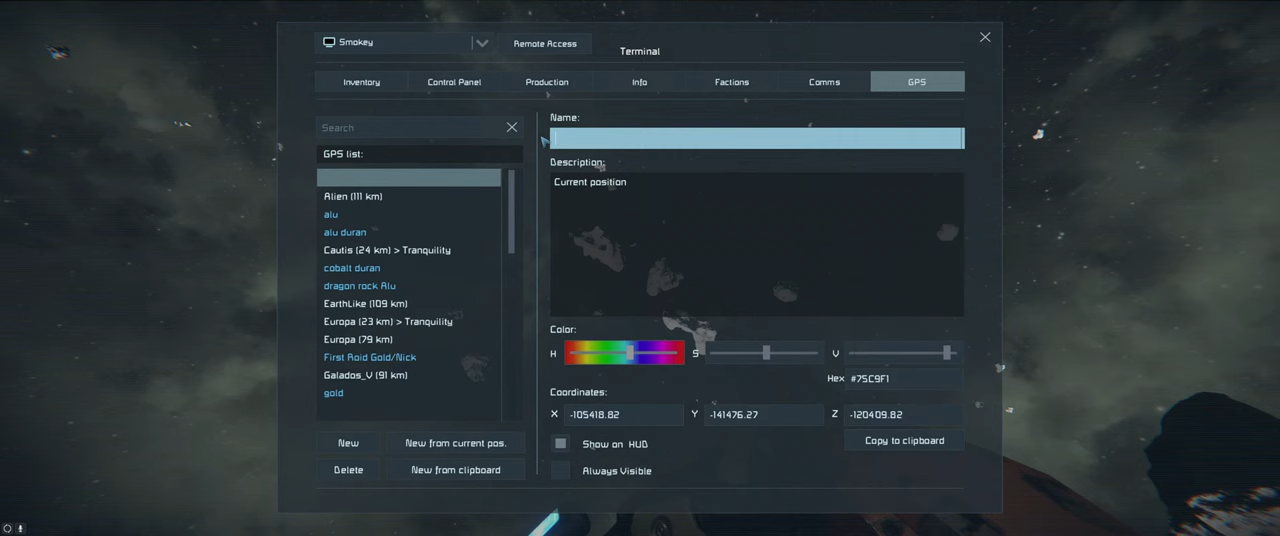 Smokey
Remote Access
Terminal
Inventory
Control Panel
Production
Info
Factions
Comms
GPS
Search
GPS list:
Alien (111 km)
alu
alu duran
Cautis (24 km) > Tranquility
cobalt duran
dragon rock Alu
EarthLike (109 km)
Europa (23 km) > Tranquility
Europa (79 km)
First Raid Gold/Nick
Galados_V (91 km)
gold
New
New from current pos.
Delete
New from clipboard
Name:
Description:
Current position
Color:
H
S
V
Hex #75C9F1
Coordinates:
X -105418.82
Y -141476.27
Z -120409.82
Copy to clipboard
Show on HUD
Always Visible